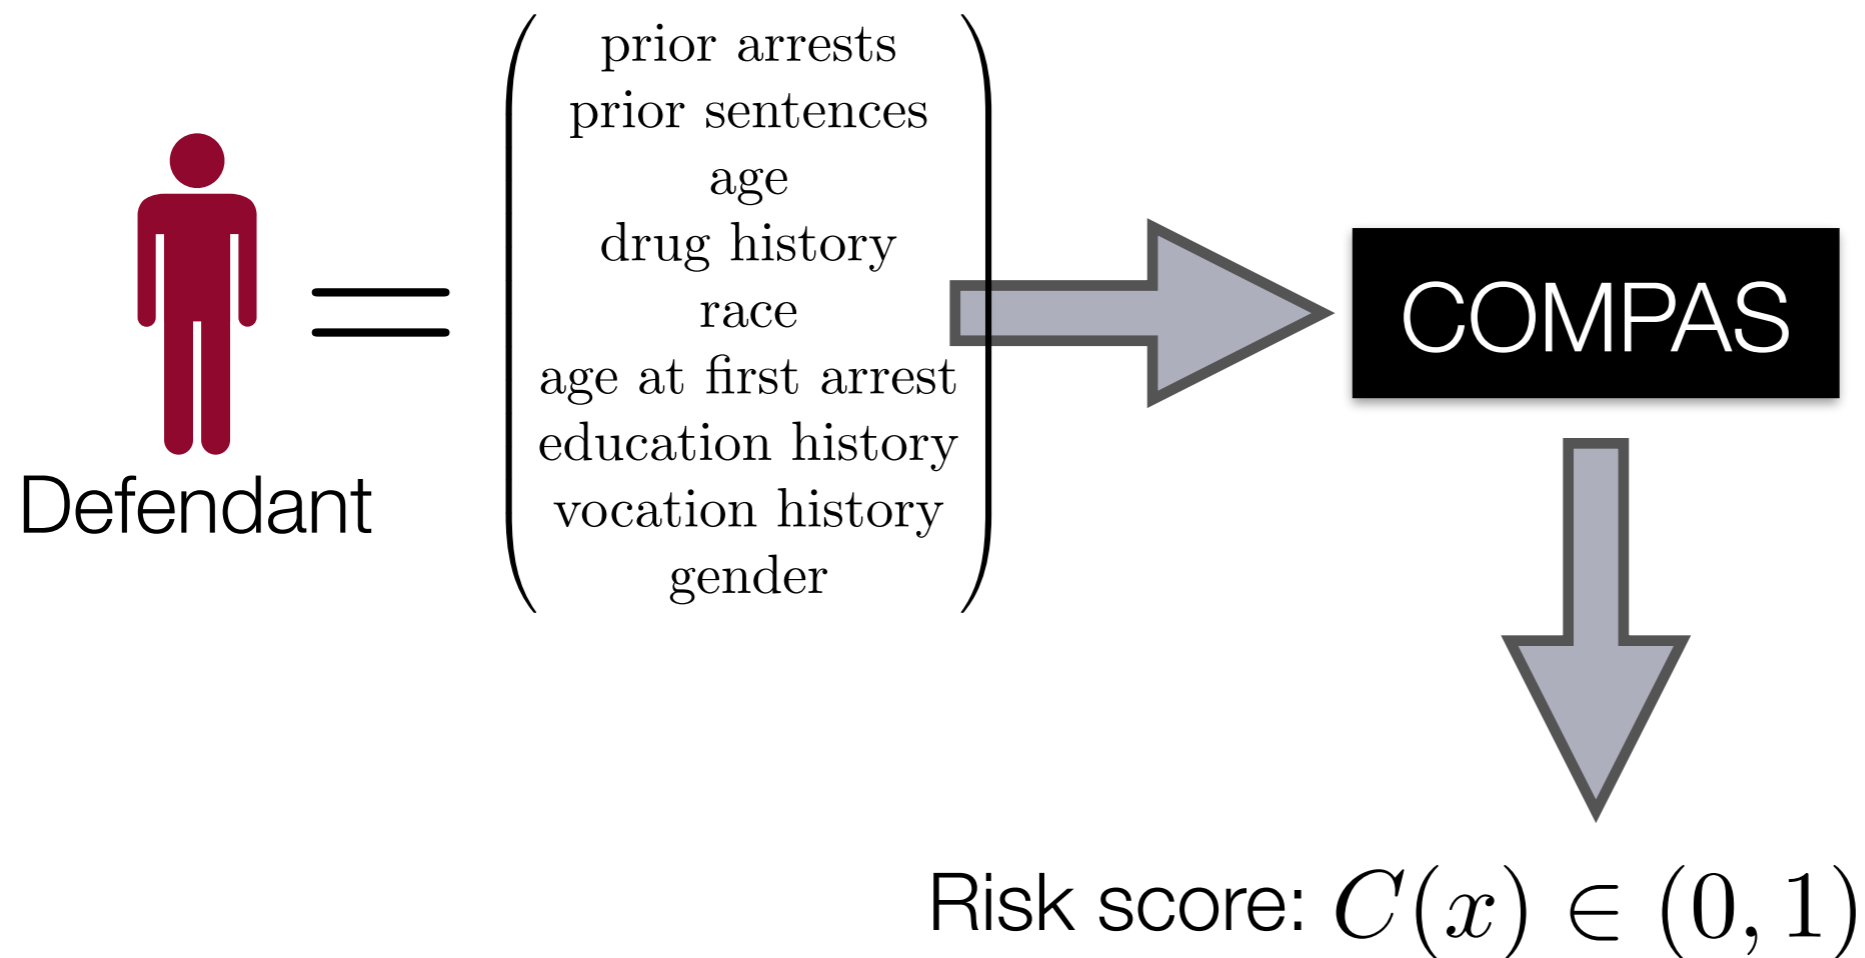 Defendant
=
prior arrests
prior sentences
age
drug history
race
age at first arrest
education history
vocation history
gender
COMPAS
Risk score: C(x) ∈ (0, 1)